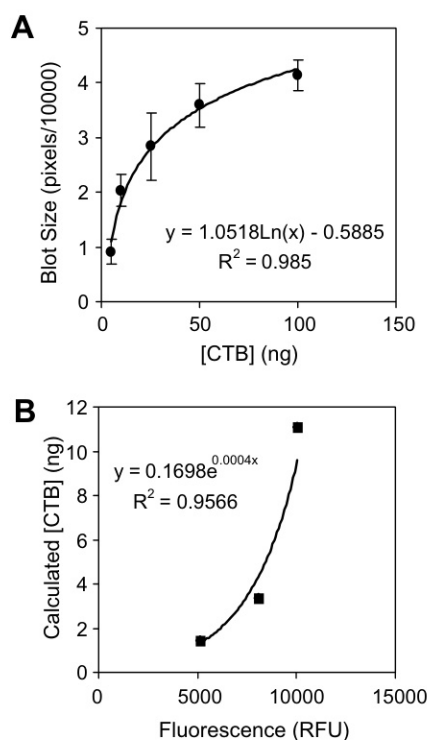 A
5
4
3
2
1
0
Blot Size (pixels/10000)
y = 1.0518Ln(x) - 0.5885
R² = 0.985
0 50 100 150
[CTB] (ng)
B
12
10
8
6
4
2
0
Calculated [CTB] (ng)
y = 0.1698e^0.0004x
R² = 0.9566
0 5000 10000 15000
Fluorescence (RFU)